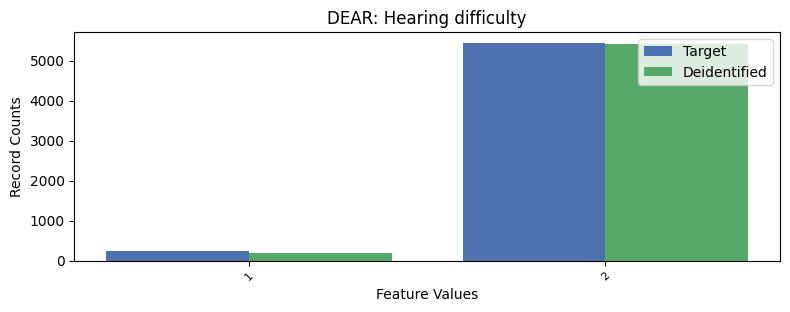 DEAR: Hearing difficulty
Target
Deidentified
5000
4000
3000
2000
1000
0
Record Counts
1
2
Feature Values